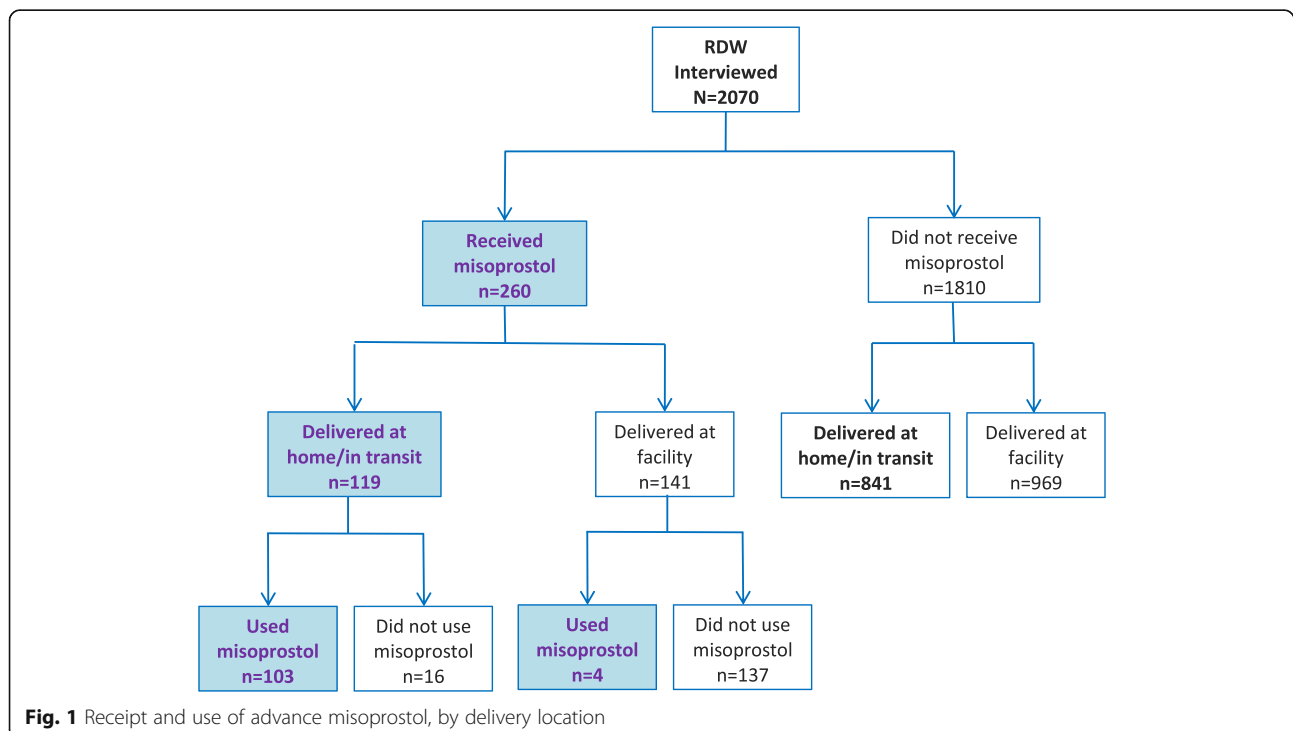 RDW
Interviewed
N=2070
Received
misoprostol
n=260
Did not receive
misoprostol
n=1810
Delivered at
home/in transit
n=119
Delivered at
facility
n=141
Delivered at
home/in transit
n=841
Delivered at
facility
n=969
Used
misoprostol
n=103
Did not use
misoprostol
n=16
Used
misoprostol
n=4
Did not use
misoprostol
n=137
Fig. 1 Receipt and use of advance misoprostol, by delivery location